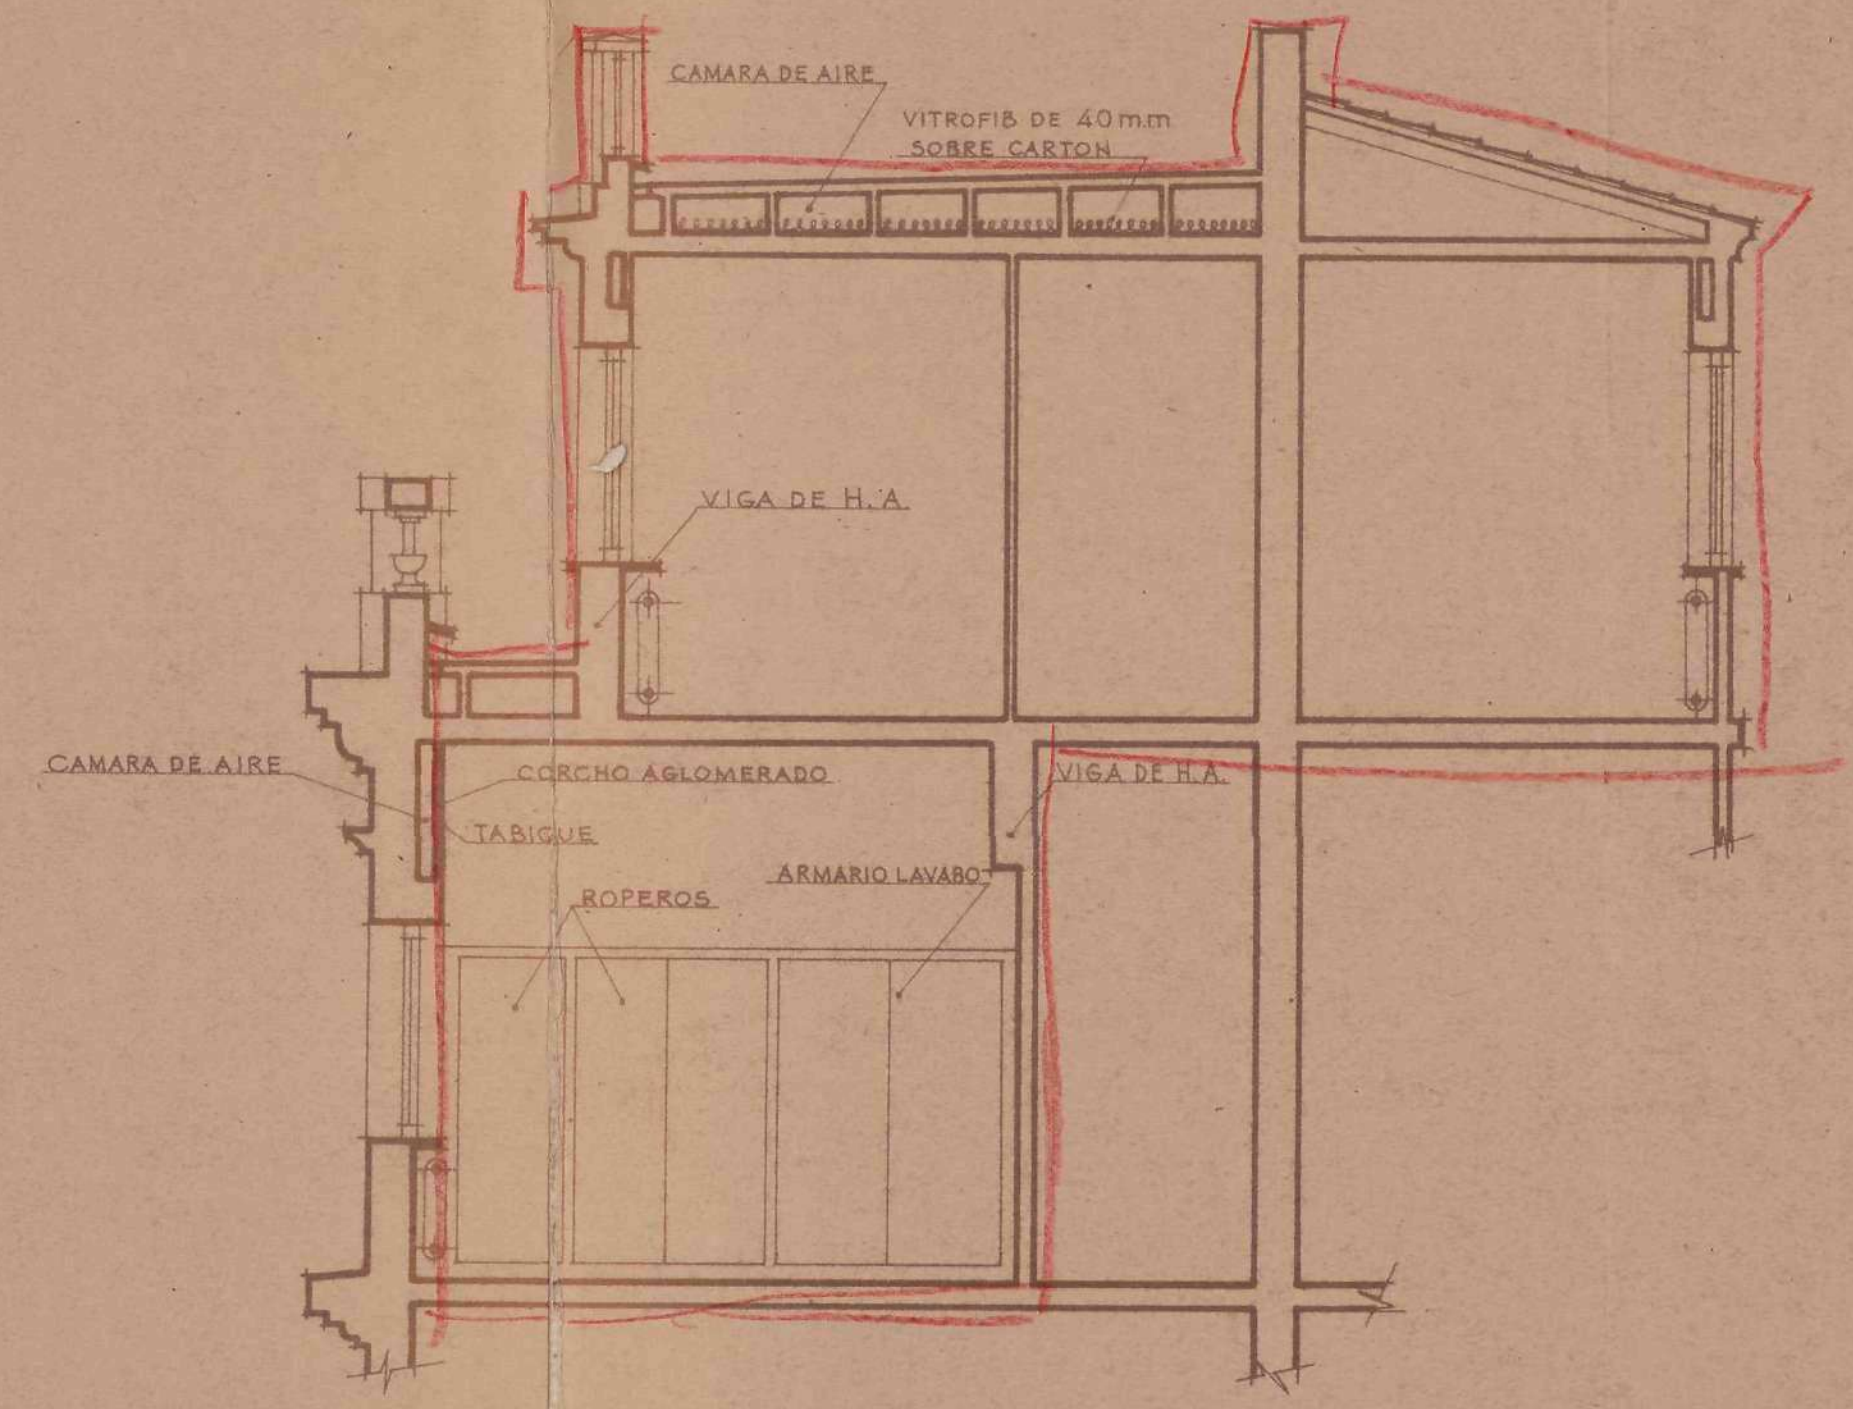 CAMARA DE AIRE
VITROFIB DE 40 m.m
SOBRE CARTON
VIGA DE H. A.
CAMARA DE AIRE
CORCHO AGLOMERADO
VIGA DE H.A.
TABIQUE
ARMARIO LAVABO
ROPEROS